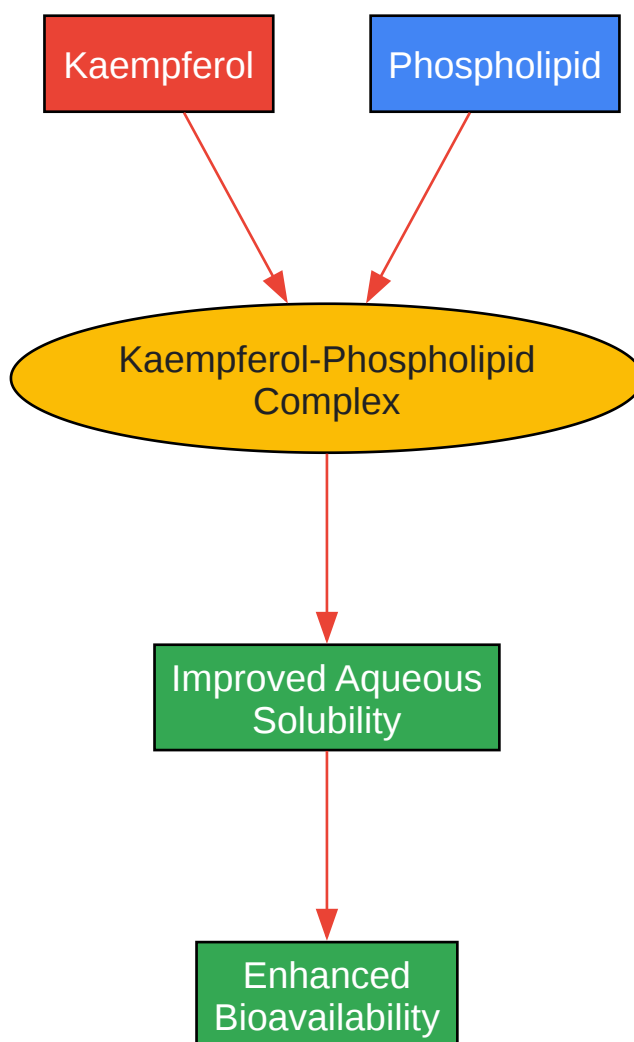 Kaempferol
Phospholipid
Kaempferol-Phospholipid
Complex
Improved Aqueous
Solubility
Enhanced
Bioavailability